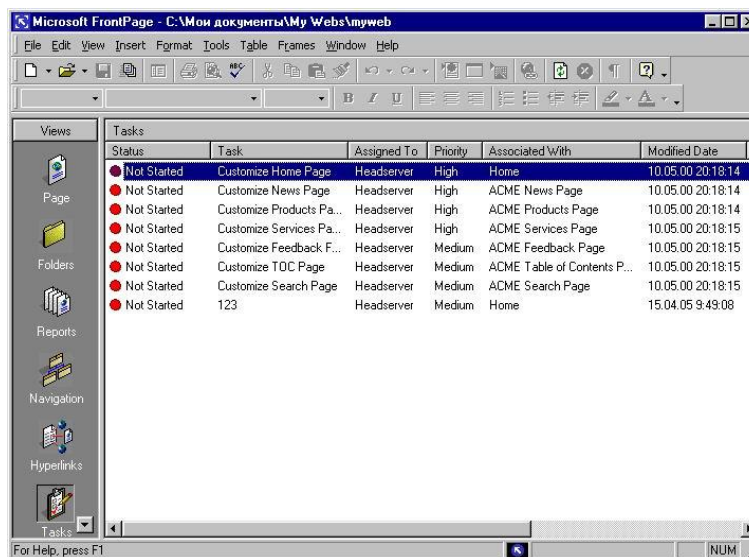 Microsoft FrontPage - C:\Мои документы\My Webs\myweb
File Edit View Insert Format Tools Table Frames Window Help
ABC
B I U A
Views Tasks
Status Task Assigned To Priority Associated With Modified Date
Not Started Customize Home Page Headserver High Home 10.05.00 20:18:14
Not Started Customize News Page Headserver High ACME News Page 10.05.00 20:18:14
Not Started Customize Products Pa... Headserver High ACME Products Page 10.05.00 20:18:14
Not Started Customize Services Pa... Headserver High ACME Services Page 10.05.00 20:18:15
Not Started Customize Feedback F... Headserver Medium ACME Feedback Page 10.05.00 20:18:15
Not Started Customize TOC Page Headserver Medium ACME Table of Contents P... 10.05.00 20:18:15
Not Started Customize Search Page Headserver Medium ACME Search Page 10.05.00 20:18:15
Not Started 123 Headserver Medium Home 15.04.05 9:49:08
Page
Folders
Reports
Navigation
Hyperlinks
Tasks
For Help, press F1 NUM